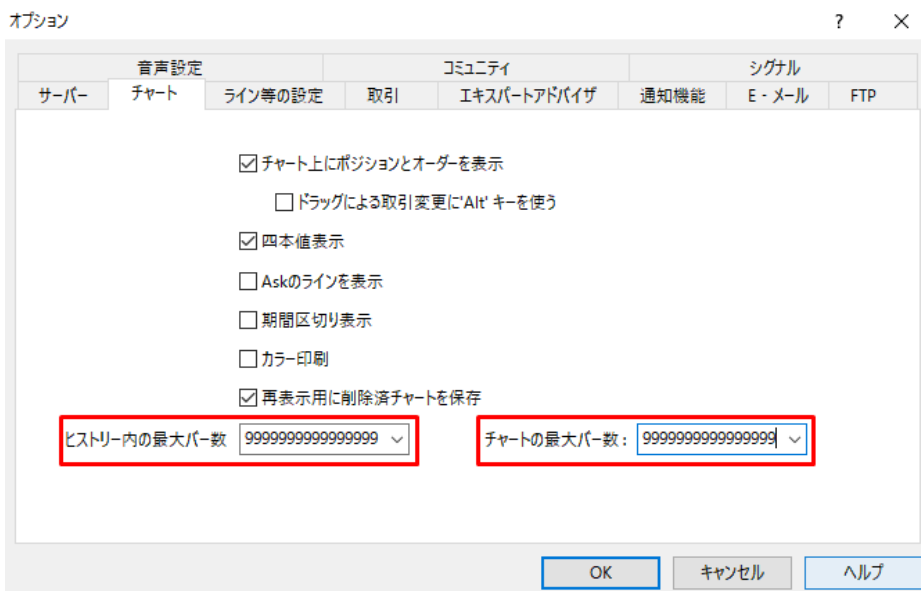 オプション ? ×
音声設定 コミュニティ シグナル
サーバー チャート ライン等の設定 取引 エキスパートアドバイザ 通知機能 E - メール FTP
チャート上にポジションとオーダーを表示
ドラッグによる取引変更に'Alt' キーを使う
四本値表示
Askのラインを表示
期間区切り表示
カラー印刷
再表示用に削除済チャートを保存
ヒストリー内の最大バー数 9999999999999999 チャートの最大バー数: 9999999999999999
OK キャンセル ヘルプ